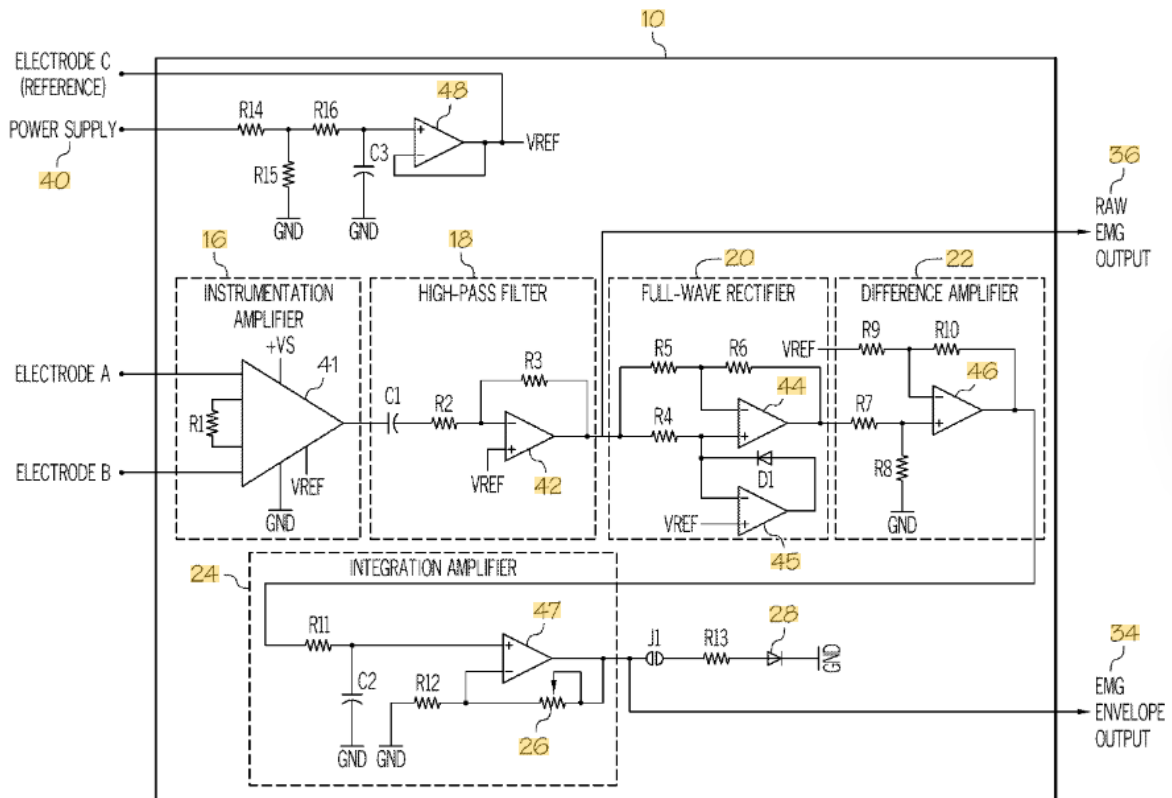 10
ELECTRODE C
(REFERENCE)
POWER SUPPLY
40
R14
R16
R15
C3
GND
GND
48
VREF
36
RAW
EMG
OUTPUT
16
18
20
22
INSTRUMENTATION
AMPLIFIER
HIGH-PASS FILTER
FULL-WAVE RECTIFIER
DIFFERENCE AMPLIFIER
+VS
41
ELECTRODE A
R1
ELECTRODE B
VREF
GND
C1
R2
R3
VREF
42
R5
R6
44
R4
D1
VREF
45
VREF
R9
R10
46
R7
R8
GND
24
INTEGRATION AMPLIFIER
R11
C2
GND
47
R12
GND
26
J1
R13
28
GND
34
EMG
ENVELOPE
OUTPUT